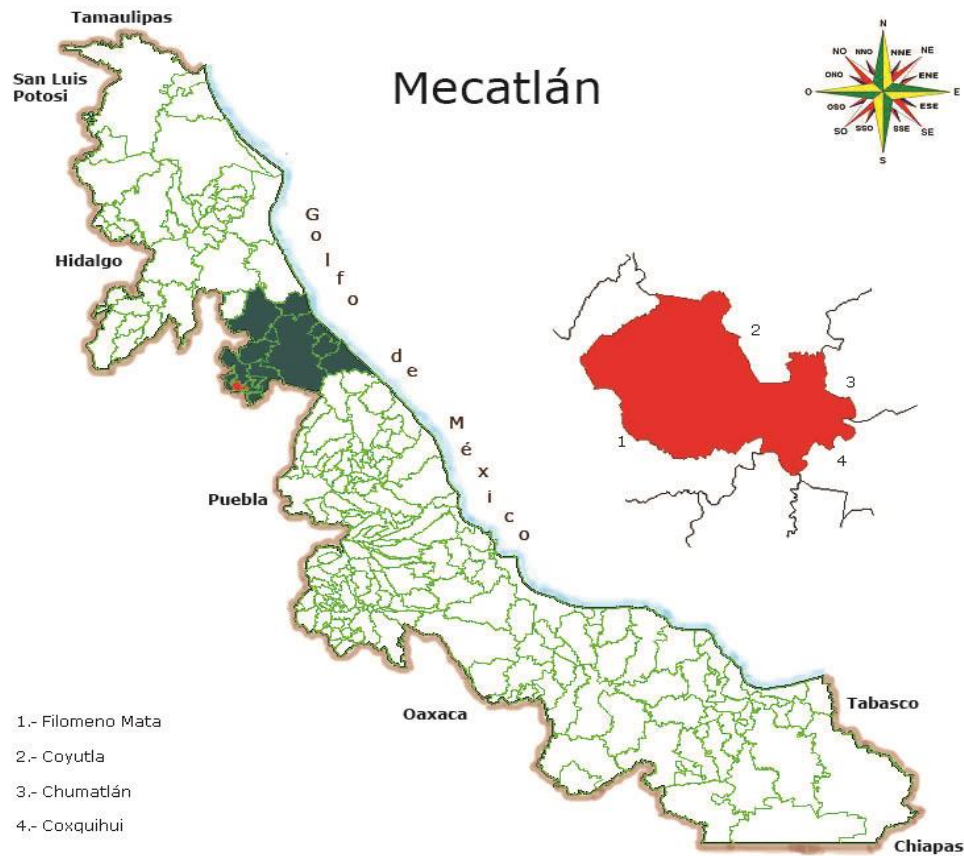 Tamaulipas
San Luis
Potosi
Mecatlán
N
NNO
NNE
NO
NE
ONO
ENE
O
E
OSO
ESE
SO
SSO
SSE
SE
S
Hidalgo
Golfo de México
2
3
1
4
Puebla
Oaxaca
Tabasco
Chiapas
1.- Filomeno Mata
2.- Coyutla
3.- Chumatlán
4.- Coxquihui